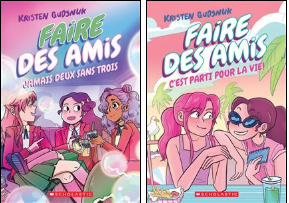 KRISTEN GUDSNUK
FAIRE
DES AMIS
JAMAIS DEUX SANS TROIS
SCHOLASTIC
KRISTEN GUDSNUK
FAIRE
DES AMIS
C'EST PARTI POUR LA VIE!
SCHOLASTIC